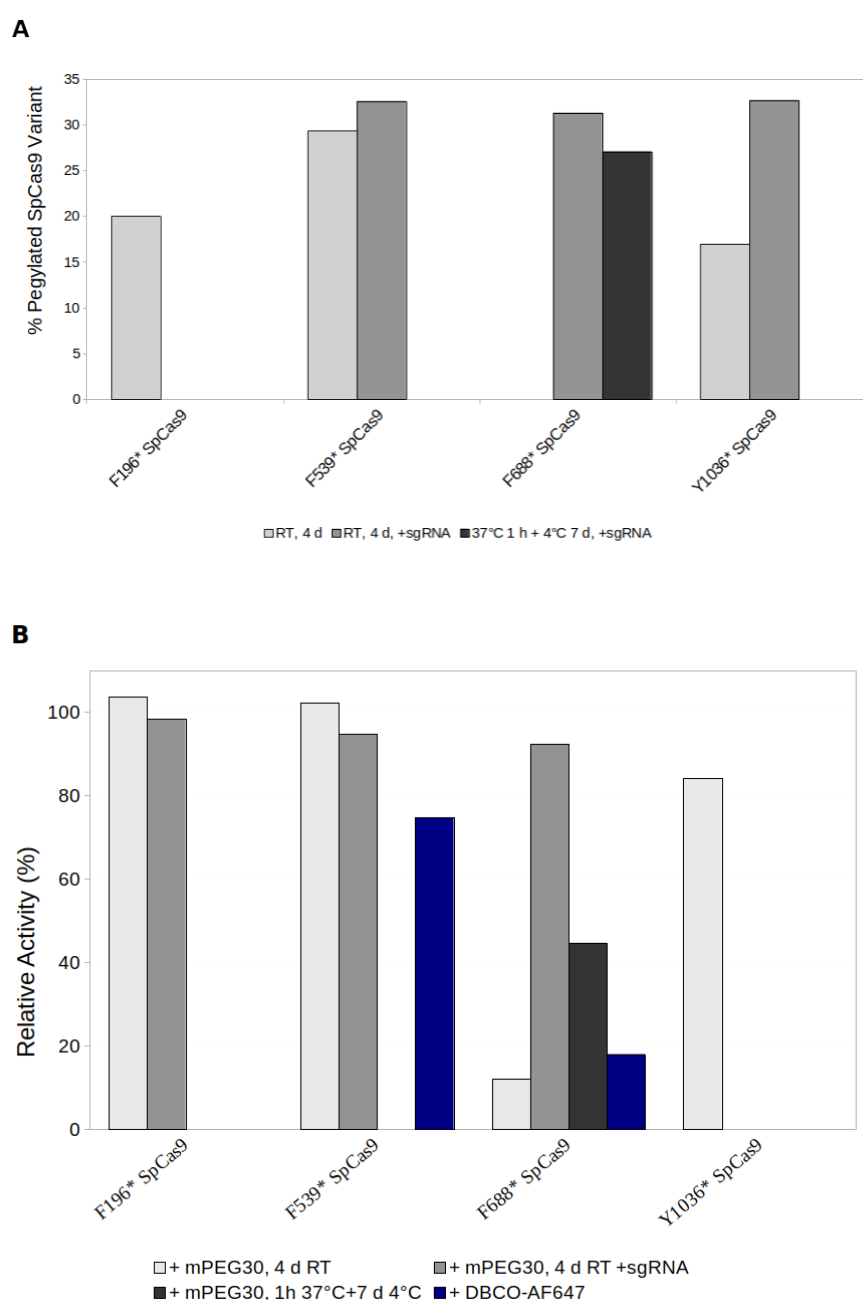 A
% Pegylated SpCas9 Variant
35
30
25
20
15
10
5
0
F196* SpCas9
F539* SpCas9
F688* SpCas9
Y1036* SpCas9
RT, 4 d RT, 4 d, +sgRNA 37°C 1 h + 4°C 7 d, +sgRNA
B
Relative Activity (%)
100
80
60
40
20
0
F196* SpCas9
F539* SpCas9
F688* SpCas9
Y1036* SpCas9
+ mPEG30, 4 d RT + mPEG30, 4 d RT +sgRNA
+ mPEG30, 1h 37°C+7 d 4°C + DBCO-AF647